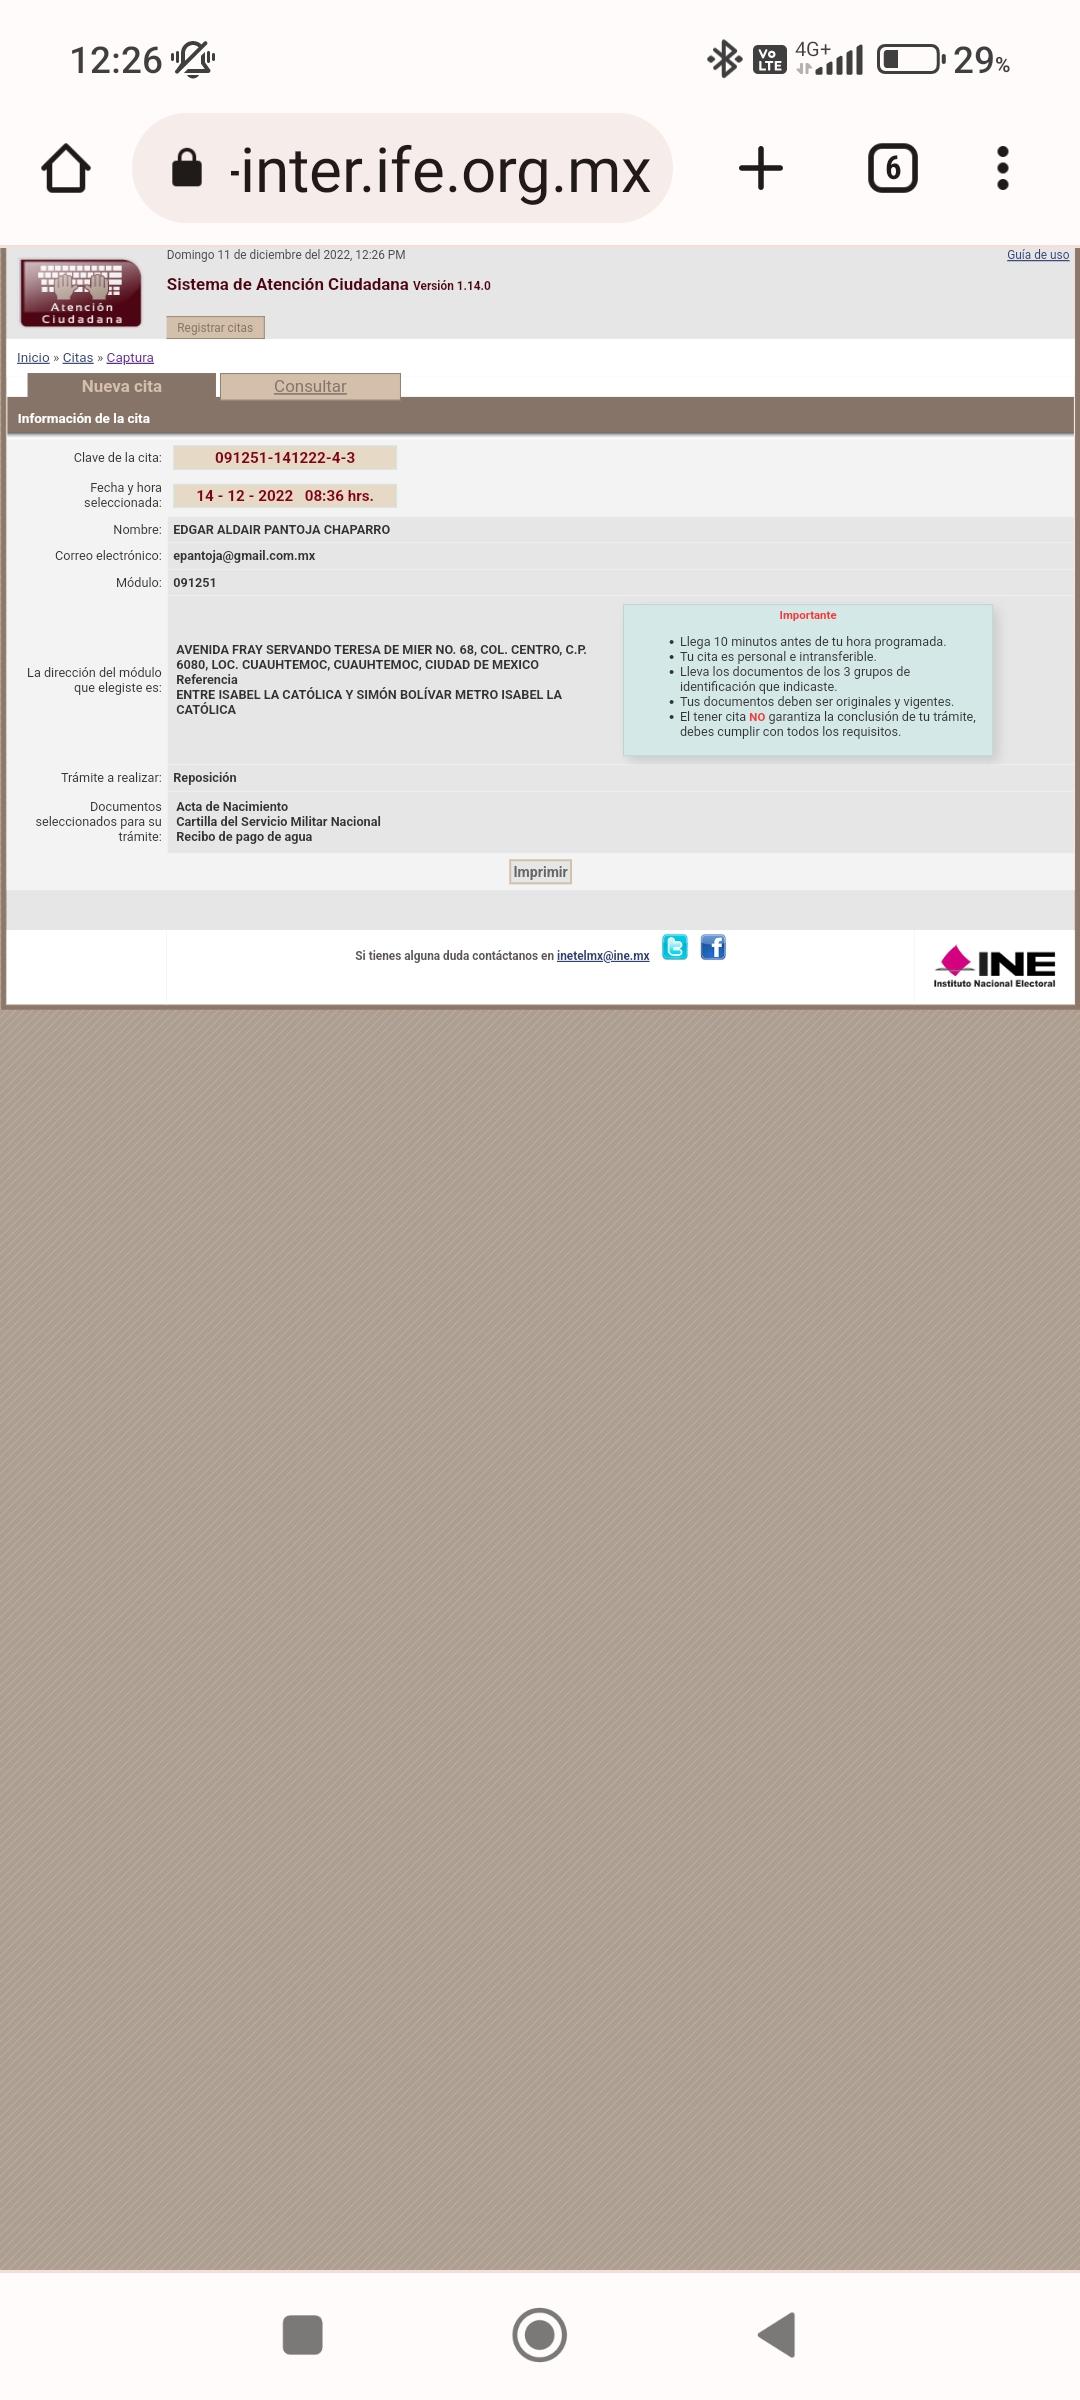 12:26 Vo LTE 4G+ 29%
-inter.ife.org.mx 6
Domingo 11 de diciembre del 2022, 12:26 PM Guía de uso
Sistema de Atención Ciudadana Versión 1.14.0
Atención
Ciudadana
Registrar citas
Inicio » Citas » Captura
Nueva cita Consultar
Información de la cita
Clave de la cita: 091251-141222-4-3
Fecha y hora
seleccionada: 14 - 12 - 2022 08:36 hrs.
Nombre: EDGAR ALDAIR PANTOJA CHAPARRO
Correo electrónico: epantoja@gmail.com.mx
Módulo: 091251
La dirección del módulo
que elegiste es:
AVENIDA FRAY SERVANDO TERESA DE MIER NO. 68, COL. CENTRO, C.P.
6080, LOC. CUAUHTEMOC, CUAUHTEMOC, CIUDAD DE MEXICO
Referencia
ENTRE ISABEL LA CATÓLICA Y SIMÓN BOLÍVAR METRO ISABEL LA
CATÓLICA
Importante
• Llega 10 minutos antes de tu hora programada.
• Tu cita es personal e intransferible.
• Lleva los documentos de los 3 grupos de
identificación que indicaste.
• Tus documentos deben ser originales y vigentes.
• El tener cita NO garantiza la conclusión de tu trámite,
debes cumplir con todos los requisitos.
Trámite a realizar: Reposición
Documentos
seleccionados para su
trámite:
Acta de Nacimiento
Cartilla del Servicio Militar Nacional
Recibo de pago de agua
Imprimir
Si tienes alguna duda contáctanos en inetelmx@ine.mx
INE
Instituto Nacional Electoral